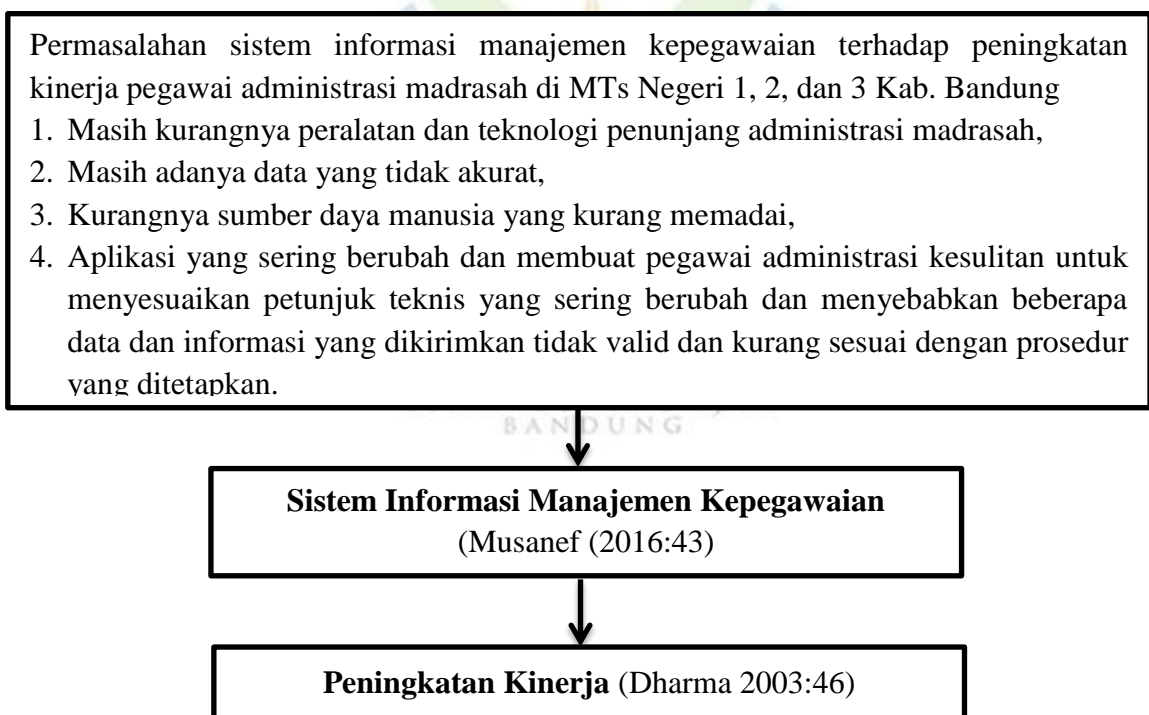 Permasalahan sistem informasi manajemen kepegawaian terhadap peningkatan
kinerja pegawai administrasi madrasah di MTs Negeri 1, 2, dan 3 Kab. Bandung
1. Masih kurangnya peralatan dan teknologi penunjang administrasi madrasah,
2. Masih adanya data yang tidak akurat,
3. Kurangnya sumber daya manusia yang kurang memadai,
4. Aplikasi yang sering berubah dan membuat pegawai administrasi kesulitan untuk
menyesuaikan petunjuk teknis yang sering berubah dan menyebabkan beberapa
data dan informasi yang dikirimkan tidak valid dan kurang sesuai dengan prosedur
yang ditetapkan.
BANDUNG
Sistem Informasi Manajemen Kepegawaian
(Musanef (2016:43)
Peningkatan Kinerja (Dharma 2003:46)